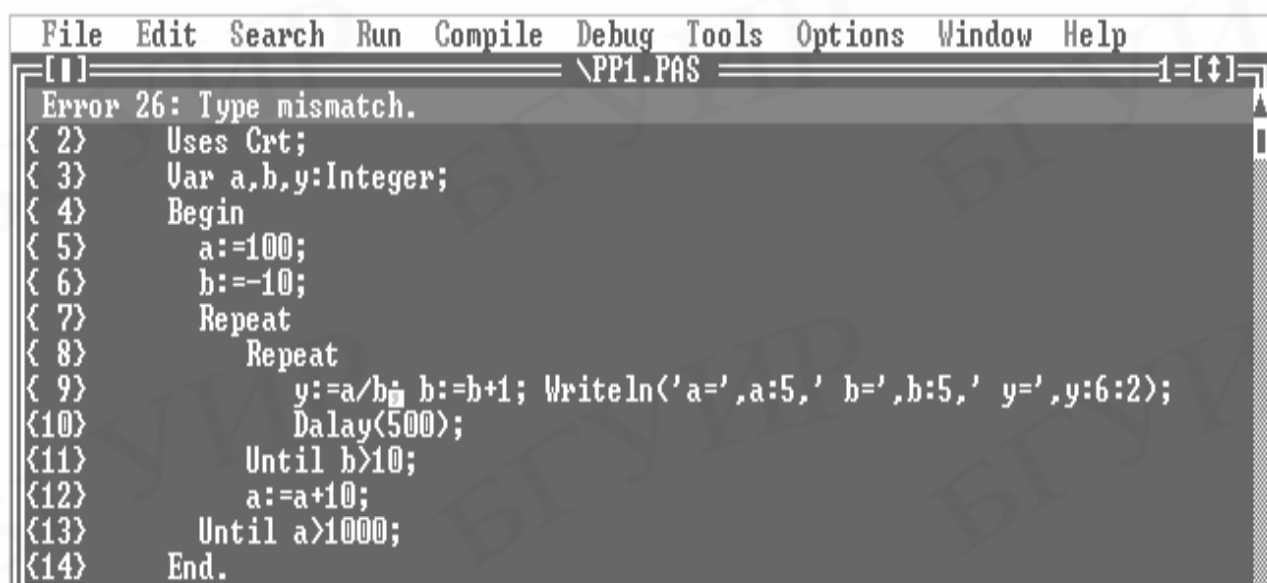 File Edit Search Run Compile Debug Tools Options Window Help
[▮] \PP1.PAS 1=[↕]
Error 26: Type mismatch.
{ 2} Uses Crt;
{ 3} Var a,b,y:Integer;
{ 4} Begin
{ 5} a:=100;
{ 6} b:=-10;
{ 7} Repeat
{ 8} Repeat
{ 9} y:=a/b; b:=b+1; Writeln('a=',a:5,' b=',b:5,' y=',y:6:2);
{10} Dalay(500);
{11} Until b>10;
{12} a:=a+10;
{13} Until a>1000;
{14} End.
БГУИР